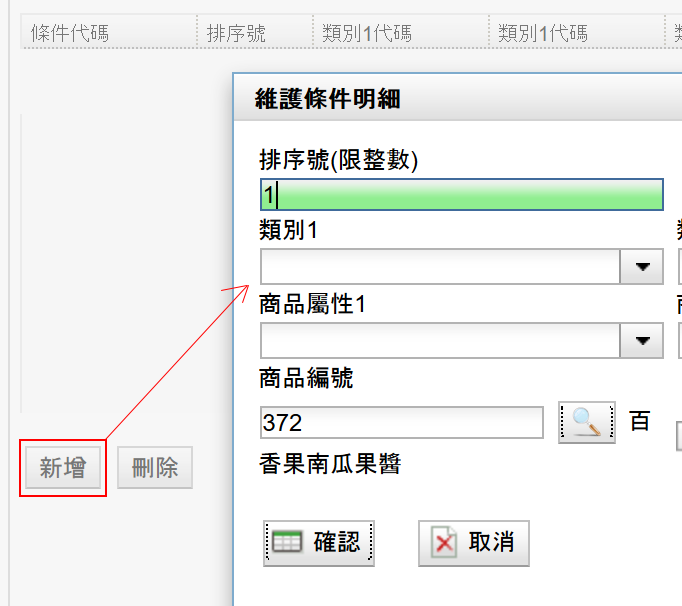 條件代碼 排序號 類別1代碼 類別1代碼
維護條件明細
排序號(限整數)
1
類別1
商品屬性1
商品編號
372 百
香果南瓜果醬
新增 刪除
確認 取消